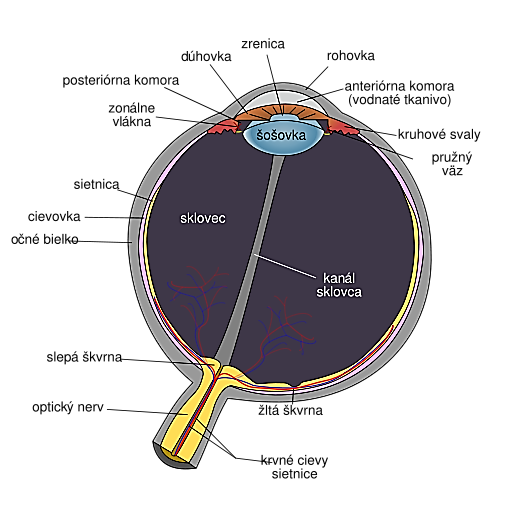 zrenica
dúhovka
rohovka
posteriórna komora
anteriórna komora
(vodnaté tkanivo)
zonálne
vlákna
šošovka
kruhové svaly
pružný
väz
sietnica
cievovka
očné bielko
sklovec
kanál
sklovca
slepá škvrna
optický nerv
žltá škvrna
krvné cievy
sietnice